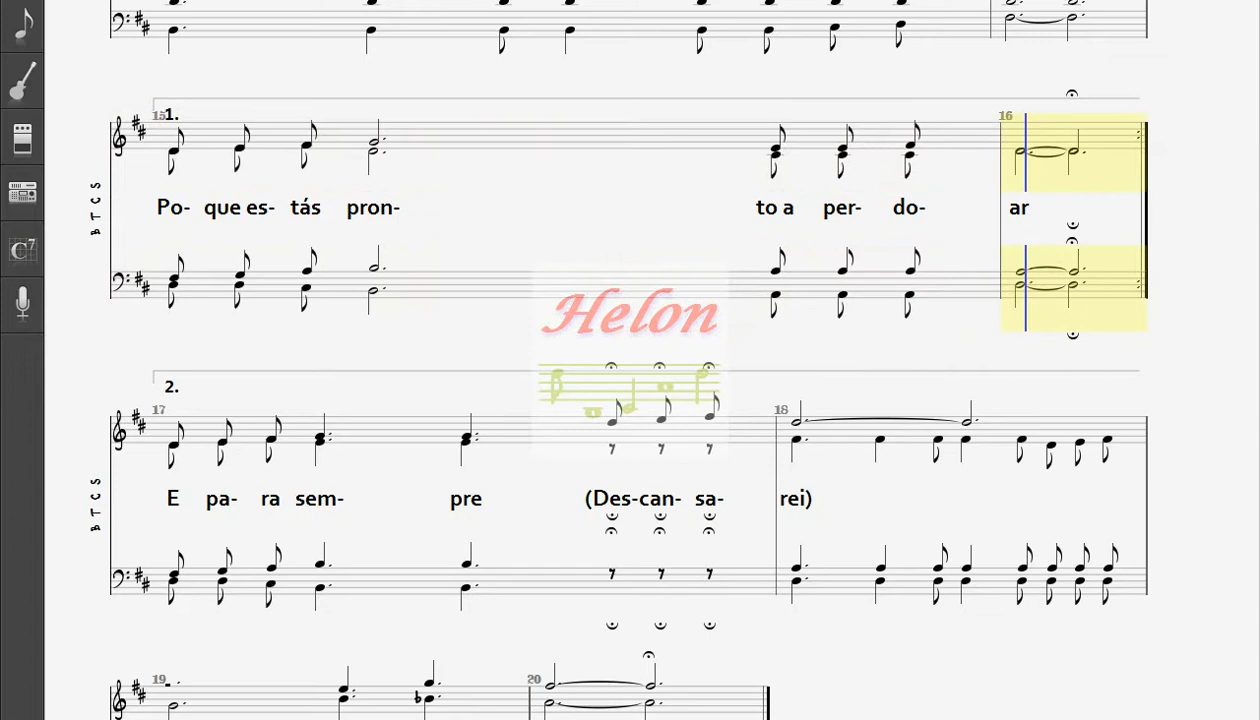 15 1. 16
Po- que es- tás pron- to a per- do- ar
B T C S
Helon
2.
17 18
E pa- ra sem- pre (Des-can- sa- rei)
B T C S
19 20
C7